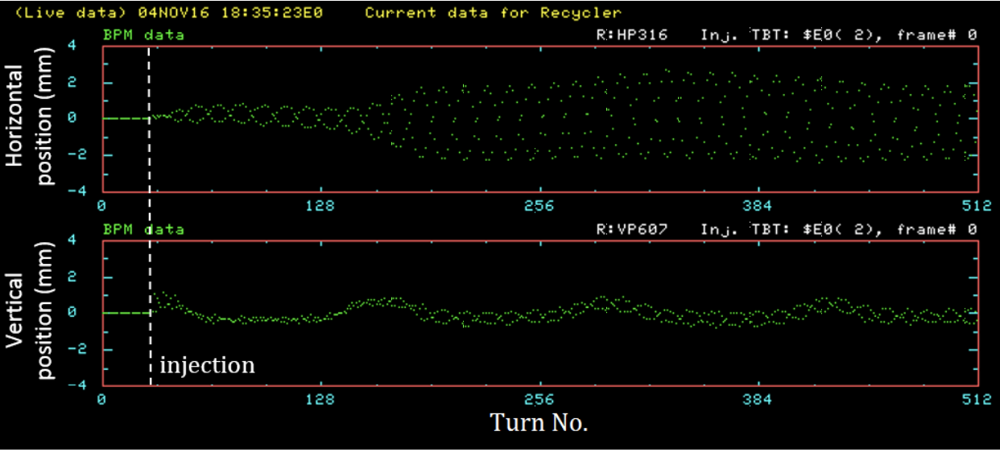 (Live data) 04NOV16 18:35:23E0 Current data for Recycler
BPM data R:HP316 Inj. TBT: $E0( 2), frame# 0
Horizontal
position (mm)
4
2
0
-2
-4
0 128 256 384 512
BPM data R:VP607 Inj. TBT: $E0( 2), frame# 0
Vertical
position (mm)
4
2
0
-2
-4
injection
0 128 256 384 512
Turn No.